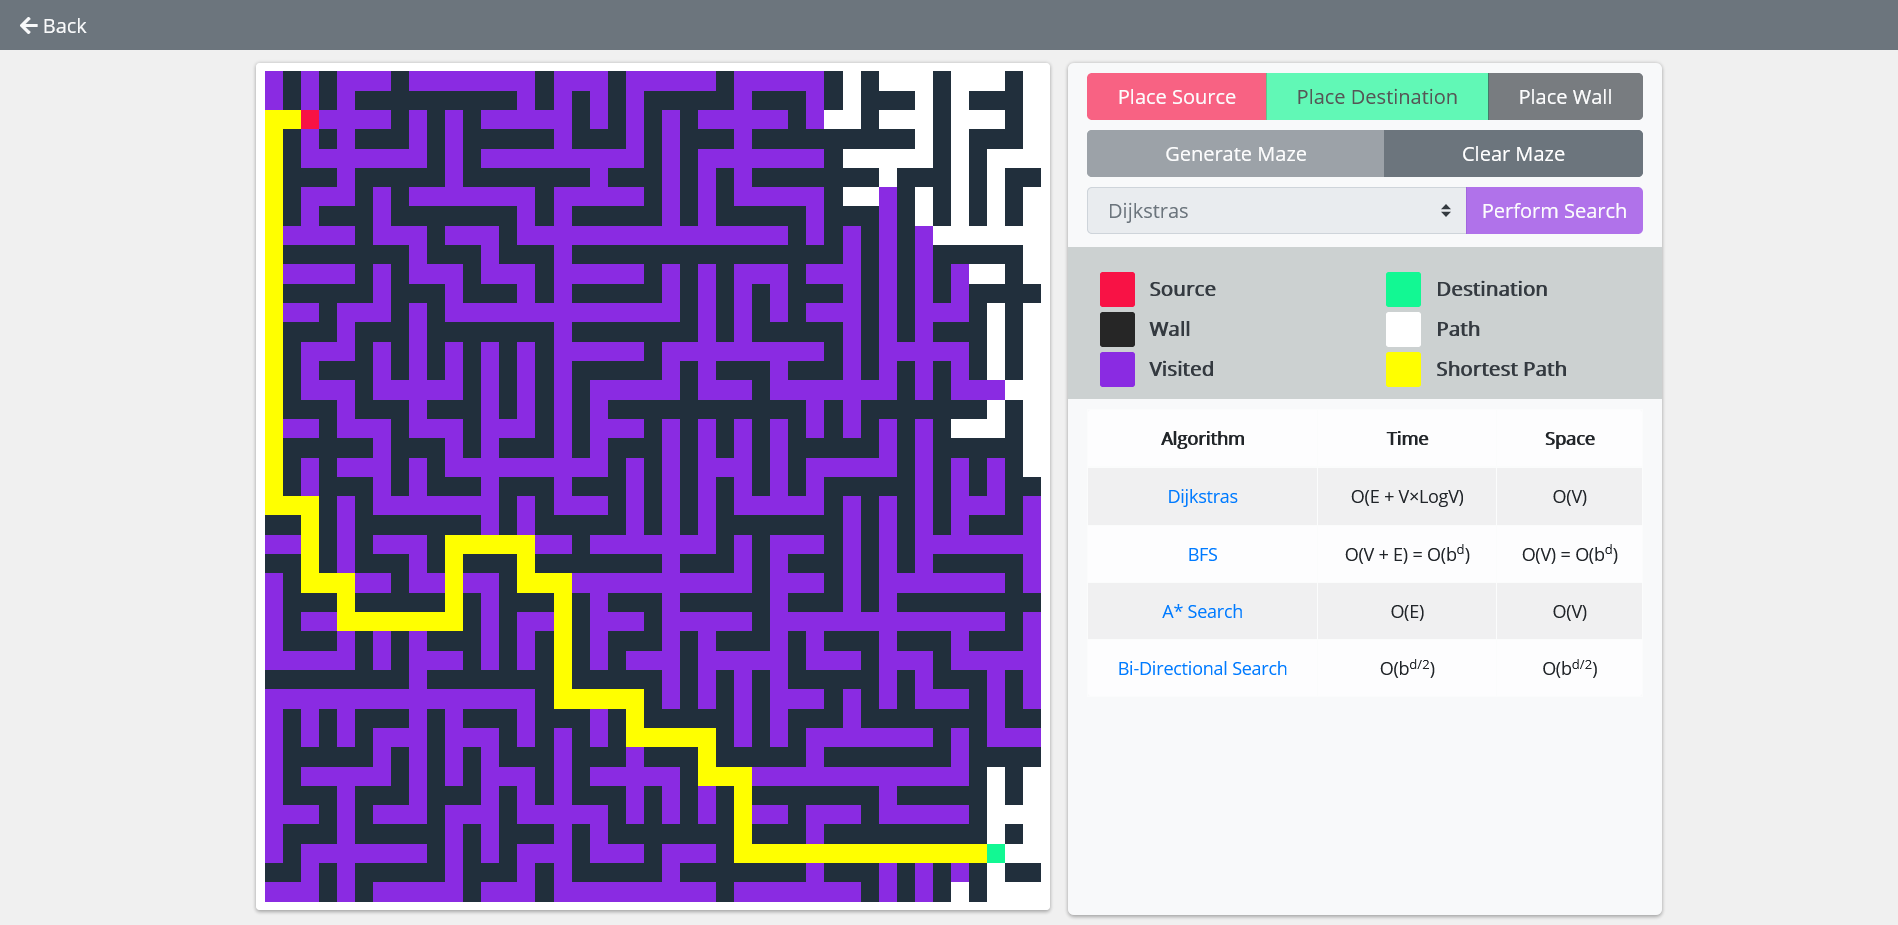 Back
Place Source Place Destination Place Wall
Generate Maze Clear Maze
Dijkstras Perform Search
Source Destination
Wall Path
Visited Shortest Path
Algorithm Time Space
Dijkstras O(E + V×LogV) O(V)
BFS O(V + E) = O(b^d) O(V) = O(b^d)
A* Search O(E) O(V)
Bi-Directional Search O(b^d/2) O(b^d/2)